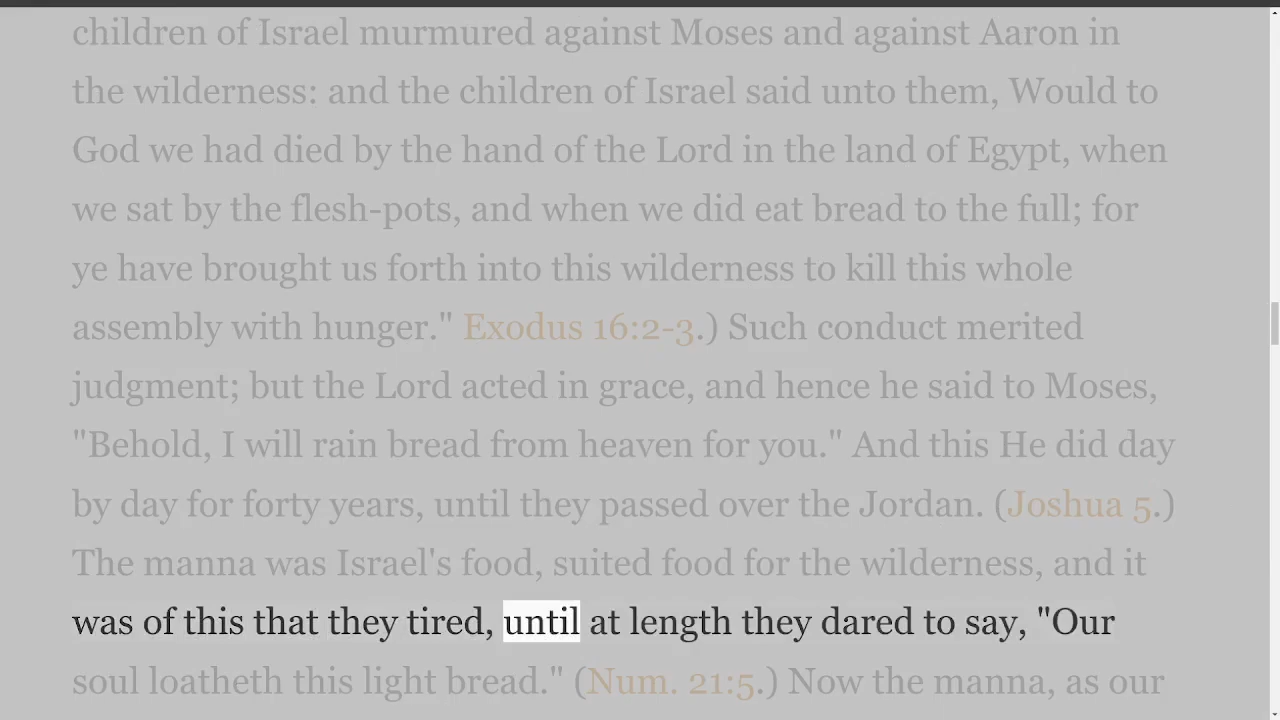 children of Israel murmured against Moses and against Aaron in
the wilderness: and the children of Israel said unto them, Would to
God we had died by the hand of the Lord in the land of Egypt, when
we sat by the flesh-pots, and when we did eat bread to the full; for
ye have brought us forth into this wilderness to kill this whole
assembly with hunger." Exodus 16:2-3.) Such conduct merited
judgment; but the Lord acted in grace, and hence he said to Moses,
"Behold, I will rain bread from heaven for you." And this He did day
by day for forty years, until they passed over the Jordan. (Joshua 5.)
The manna was Israel's food, suited food for the wilderness, and it
was of this that they tired, until at length they dared to say, "Our
soul loatheth this light bread." (Num. 21:5.) Now the manna, as our